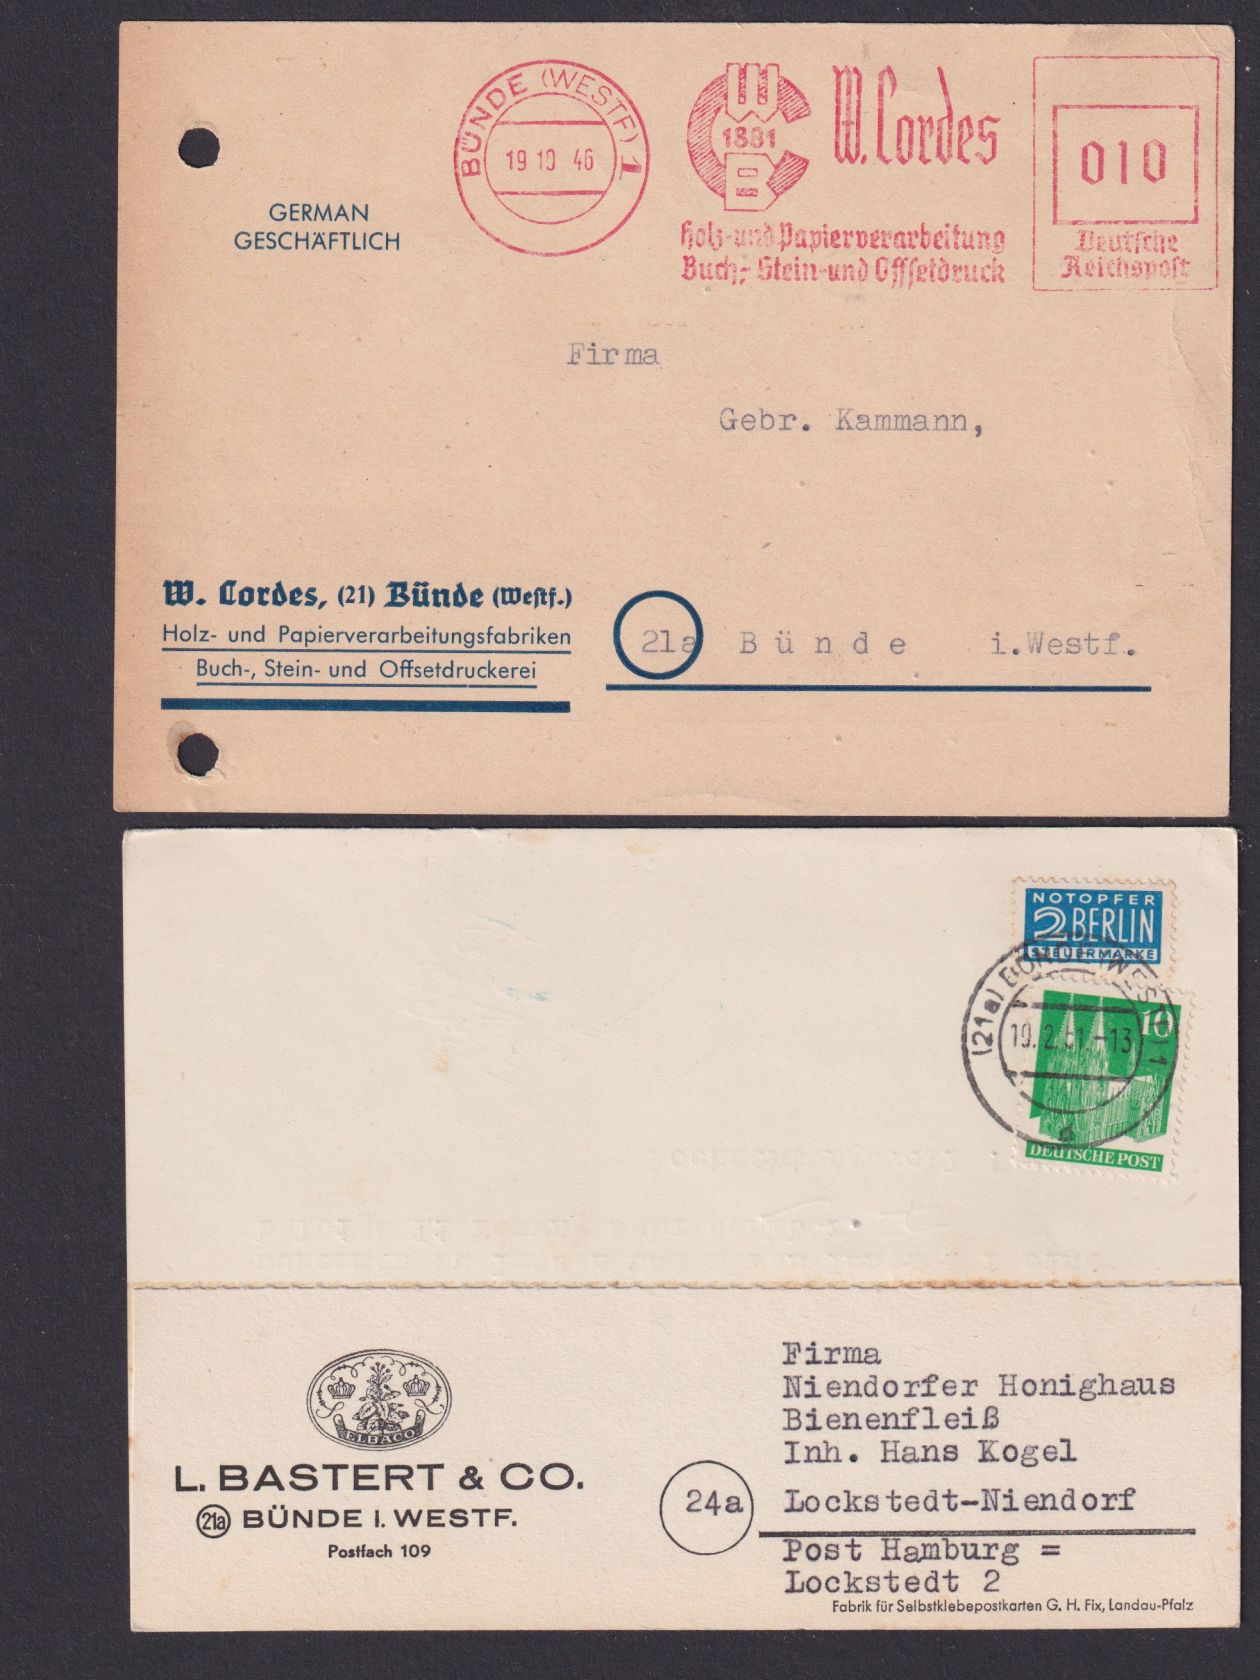 BÜNDE (WESTF) 1
19 10 46
W
C
1881
B
W. Cordes
Holz- und Papierverarbeitung
Buch-, Stein- und Offsetdruck
010
Deutsche
Reichspost
GERMAN
GESCHÄFTLICH
Firma
Gebr. Kammann,
W. Cordes, (21) Bünde (Westf.)
Holz- und Papierverarbeitungsfabriken
Buch-, Stein- und Offsetdruckerei
21a Bünde i.Westf.
NOTOPFER
2 BERLIN
STEUERMARKE
(21a) BÜNDE (WESTF) 1
19.2.51.-13
10
DEUTSCHE POST
ELBACO
L. BASTERT & CO.
21a BÜNDE I. WESTF.
Postfach 109
Firma
Niendorfer Honighaus
Bienenfleiß
Inh. Hans Kogel
24a Lockstedt-Niendorf
Post Hamburg =
Lockstedt 2
Fabrik für Selbstklebepostkarten G. H. Fix, Landau-Pfalz